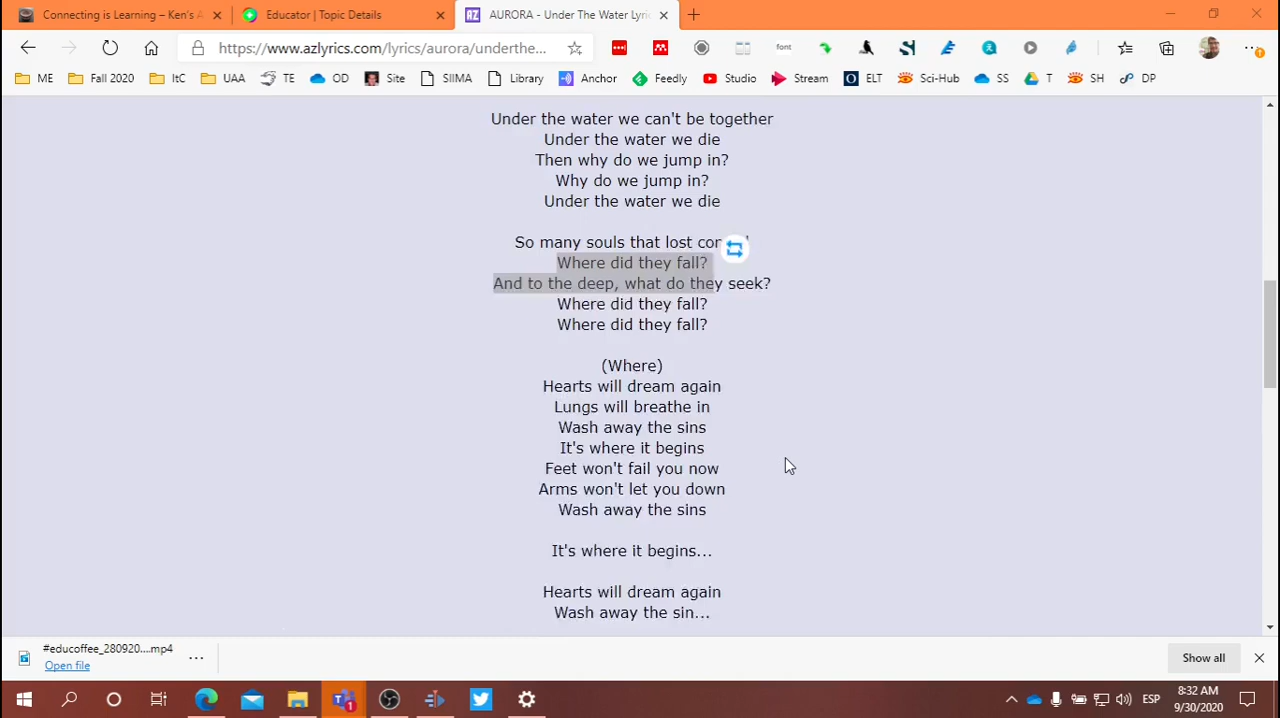 Connecting is Learning – Ken's A
Educator | Topic Details
AURORA - Under The Water Lyric
https://www.azlyrics.com/lyrics/aurora/underthe...
font
ME
Fall 2020
ItC
UAA
TE
OD
Site
SIIMA
Library
Anchor
Feedly
Studio
Stream
ELT
Sci-Hub
SS
T
SH
DP
Under the water we can't be together
Under the water we die
Then why do we jump in?
Why do we jump in?
Under the water we die
So many souls that lost con
Where did they fall?
And to the deep, what do they seek?
Where did they fall?
Where did they fall?
(Where)
Hearts will dream again
Lungs will breathe in
Wash away the sins
It's where it begins
Feet won't fail you now
Arms won't let you down
Wash away the sins
It's where it begins...
Hearts will dream again
Wash away the sin...
#educoffee_280920....mp4
Open file
Show all
ESP
8:32 AM
9/30/2020